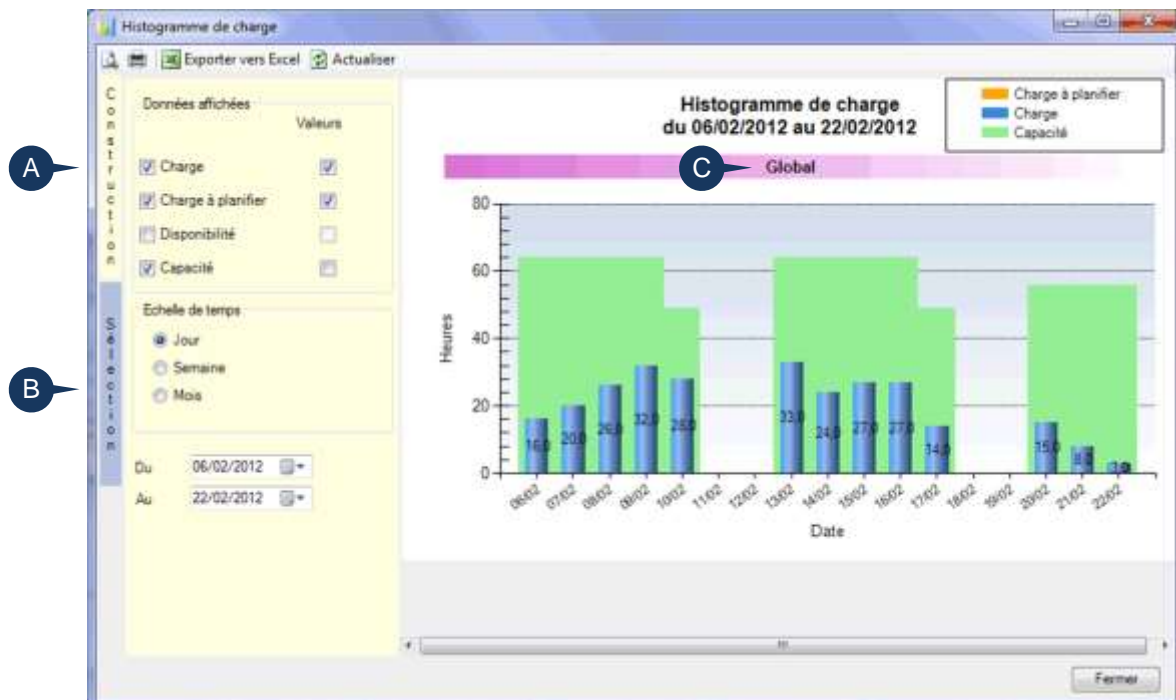 Histogramme de charge
Exporter vers Excel Actualiser
Construction
Sélection
Données affichées
Valeurs
Charge
Charge à planifier
Disponibilité
Capacité
Echelle de temps
Jour
Semaine
Mois
Du 06/02/2012
Au 22/02/2012
A
B
Histogramme de charge
du 06/02/2012 au 22/02/2012
Charge à planifier
Charge
Capacité
C
Global
Heures
80
60
40
20
0
16,0 20,0 26,0 32,0 28,0 33,0 24,0 27,0 27,0 14,0 15,0 8,0
06/02 07/02 08/02 09/02 10/02 11/02 12/02 13/02 14/02 15/02 16/02 17/02 18/02 19/02 20/02 21/02 22/02
Date
Fermer